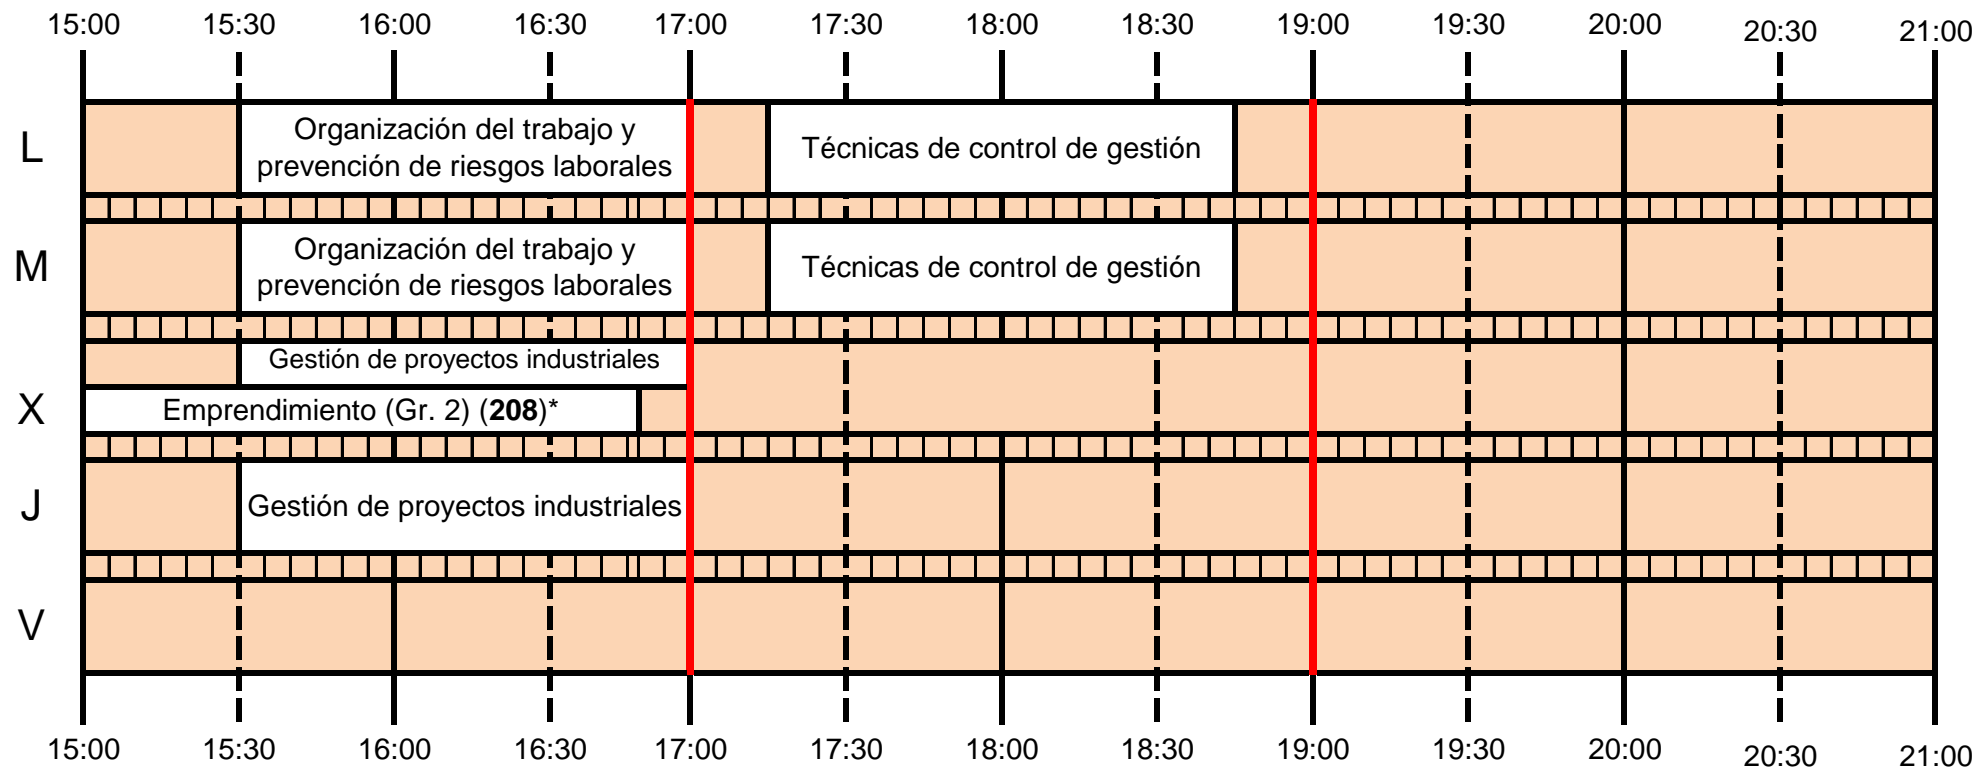 15:00 15:30 16:00 16:30 17:00 17:30 18:00 18:30 19:00 19:30 20:00 20:30 21:00
L
Organización del trabajo y
prevención de riesgos laborales
Técnicas de control de gestión
M
Organización del trabajo y
prevención de riesgos laborales
Técnicas de control de gestión
X
Gestión de proyectos industriales
Emprendimiento (Gr. 2) (208)*
J
Gestión de proyectos industriales
V
15:00 15:30 16:00 16:30 17:00 17:30 18:00 18:30 19:00 19:30 20:00 20:30 21:00